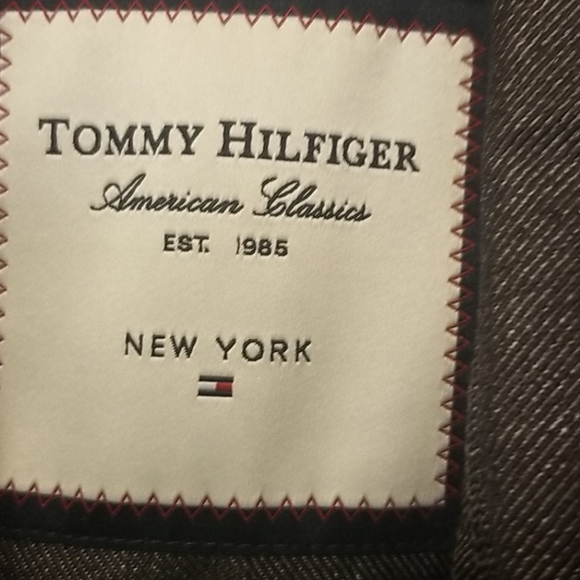 TOMMY HILFIGER
American Classics
EST. 1985
NEW YORK